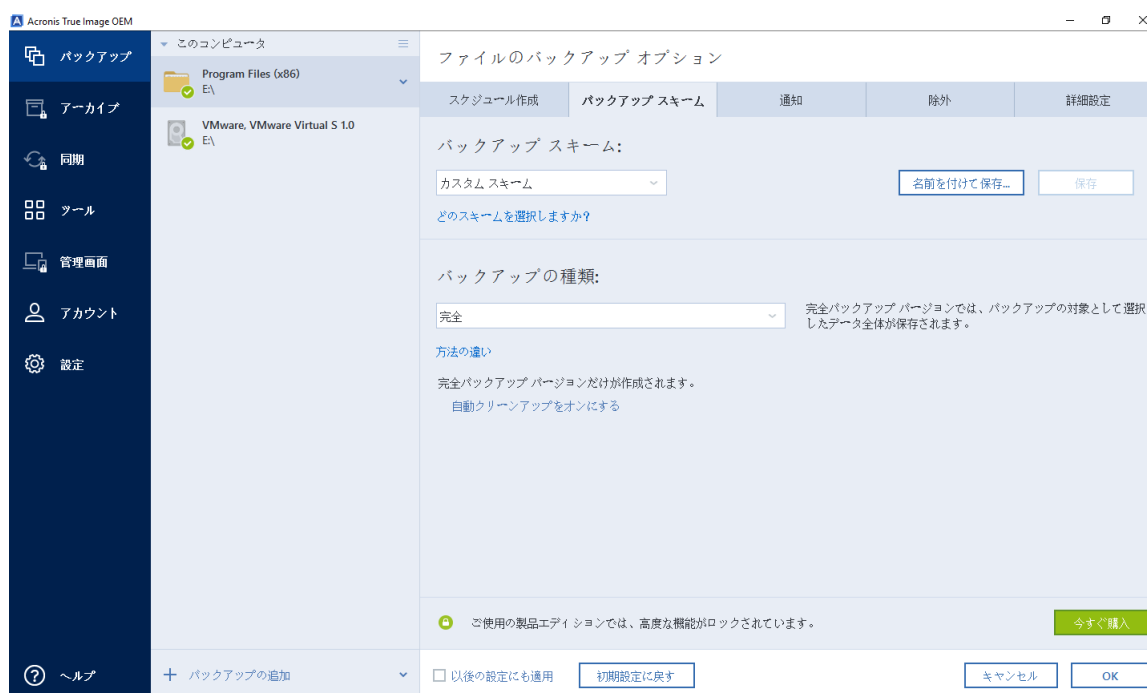 Acronis True Image OEM
バックアップ
アーカイブ
同期
ツール
管理画面
アカウント
設定
ヘルプ
このコンピュータ
Program Files (x86)
E:\
VMware, VMware Virtual S 1.0
E:\
バックアップの追加
ファイルのバックアップ オプション
スケジュール作成
バックアップ スキーム
通知
除外
詳細設定
バックアップ スキーム:
カスタム スキーム
名前を付けて保存...
保存
どのスキームを選択しますか?
バックアップの種類:
完全
完全バックアップ バージョンでは、バックアップの対象として選択
したデータ全体が保存されます。
方法の違い
完全バックアップ バージョンだけが作成されます。
自動クリーンアップをオンにする
ご使用の製品エディションでは、高度な機能がロックされています。
今すぐ購入
以後の設定にも適用
初期設定に戻す
キャンセル
OK